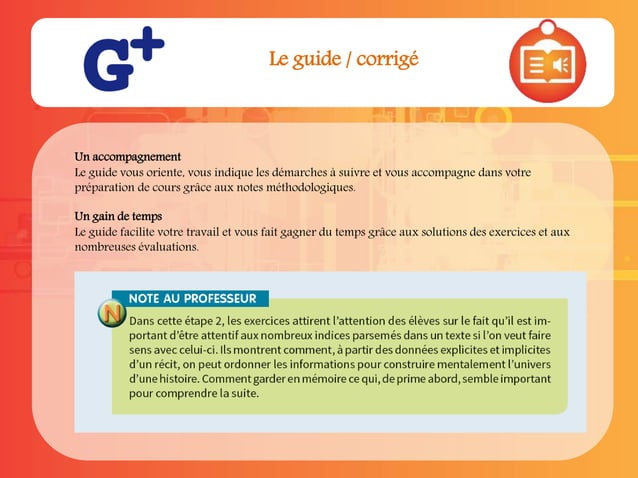 G+
Le guide / corrigé
Un accompagnement
Le guide vous oriente, vous indique les démarches à suivre et vous accompagne dans votre
préparation de cours grâce aux notes méthodologiques.
Un gain de temps
Le guide facilite votre travail et vous fait gagner du temps grâce aux solutions des exercices et aux
nombreuses évaluations.
NOTE AU PROFESSEUR
N
Dans cette étape 2, les exercices attirent l'attention des élèves sur le fait qu'il est im-
portant d'être attentif aux nombreux indices parsemés dans un texte si l'on veut faire
sens avec celui-ci. Ils montrent comment, à partir des données explicites et implicites
d'un récit, on peut ordonner les informations pour construire mentalement l'univers
d'une histoire. Comment garder en mémoire ce qui, de prime abord, semble important
pour comprendre la suite.